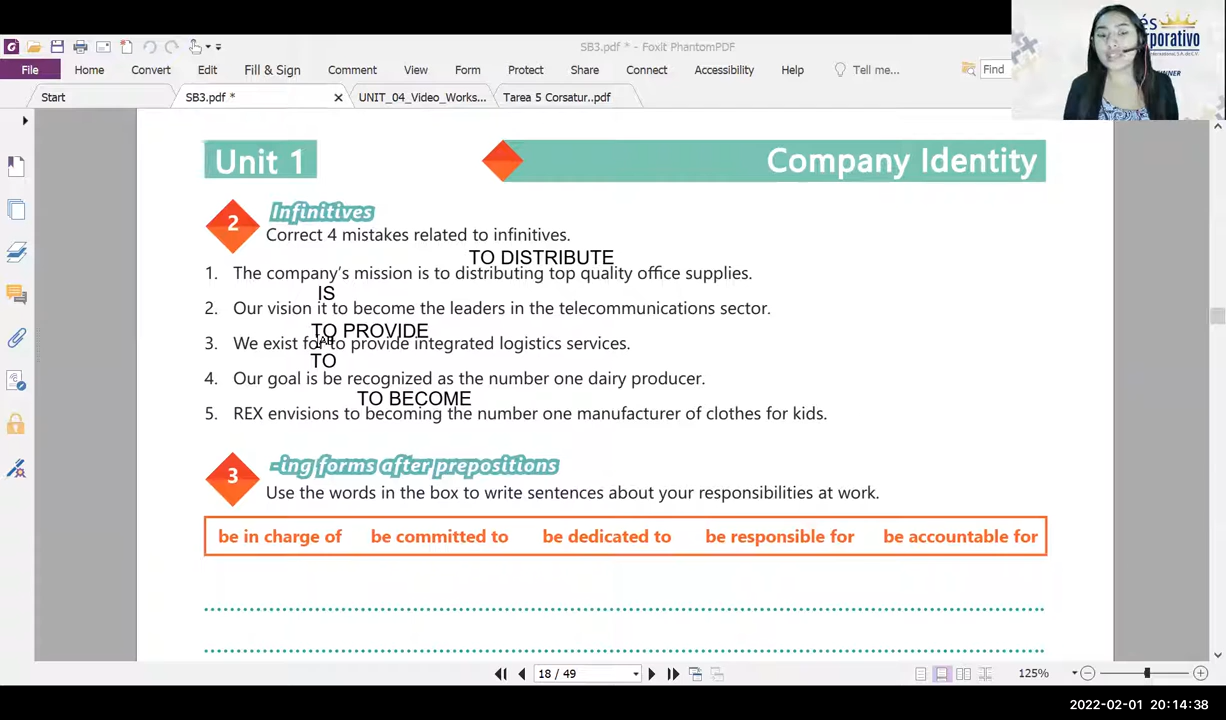 és
SB3.pdf * - Foxit PhantomPDF
orporativo
File Home Convert Edit Fill & Sign Comment View Form Protect Share Connect Accessibility Help Tell me... Find
Start SB3.pdf * UNIT_04_Video_Works... Tarea 5 Corsatur...pdf
Unit 1
Company Identity
2
Infinitives
Correct 4 mistakes related to infinitives.
TO DISTRIBUTE
1. The company's mission is to distributing top quality office supplies.
IS
2. Our vision it to become the leaders in the telecommunications sector.
TO PROVIDE
3. We exist for to provide integrated logistics services.
TO
4. Our goal is be recognized as the number one dairy producer.
TO BECOME
5. REX envisions to becoming the number one manufacturer of clothes for kids.
3
-ing forms after prepositions
Use the words in the box to write sentences about your responsibilities at work.
be in charge of be committed to be dedicated to be responsible for be accountable for
18 / 49
125%
2022-02-01 20:14:38